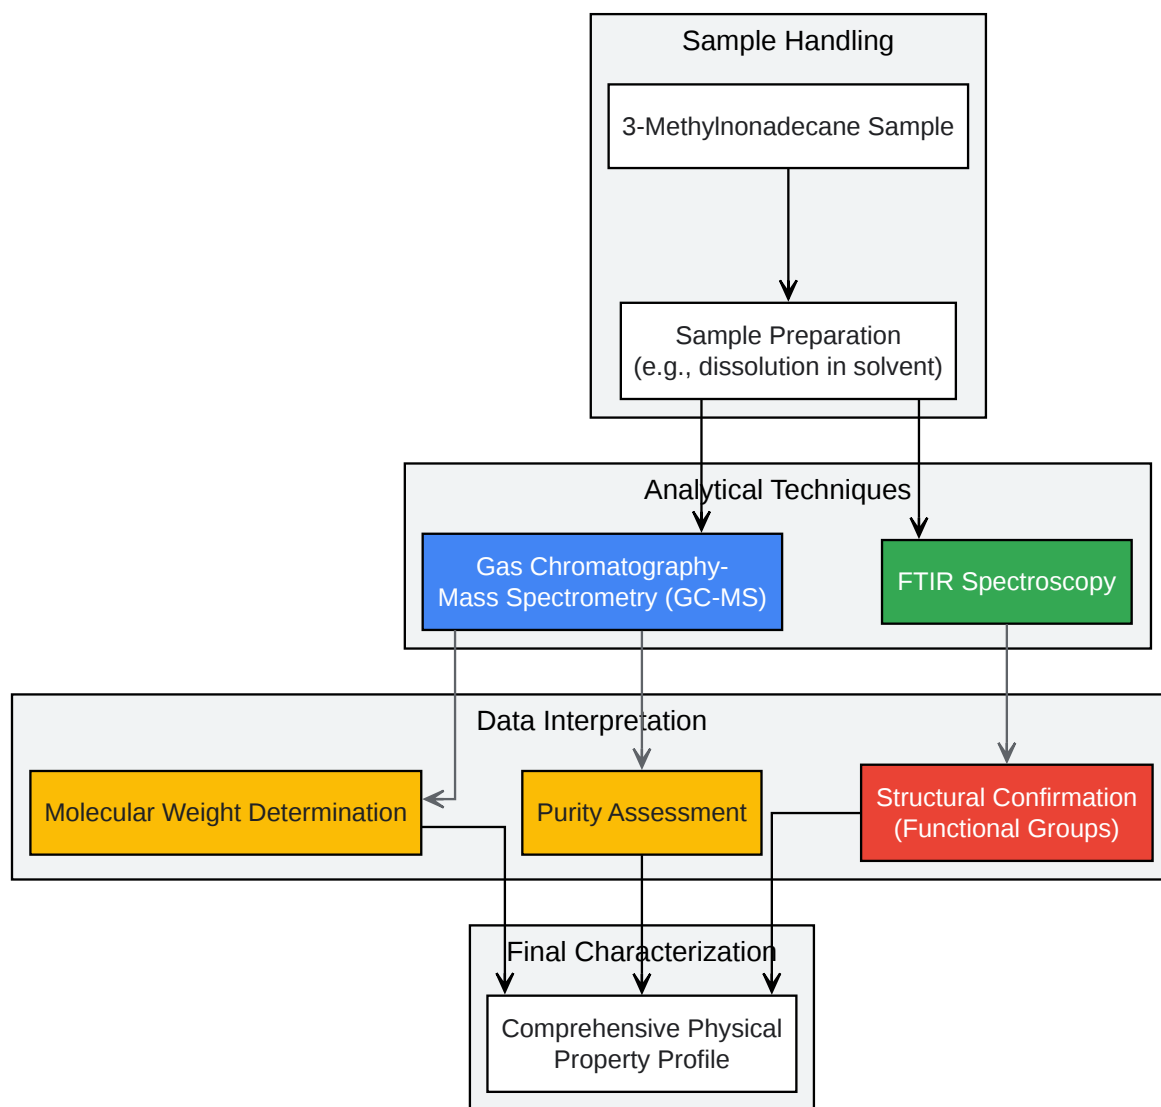 Sample Handling
3-Methylnonadecane Sample
Sample Preparation
(e.g., dissolution in solvent)
Analytical Techniques
Gas Chromatography-
Mass Spectrometry (GC-MS)
FTIR Spectroscopy
Data Interpretation
Molecular Weight Determination
Purity Assessment
Structural Confirmation
(Functional Groups)
Final Characterization
Comprehensive Physical
Property Profile